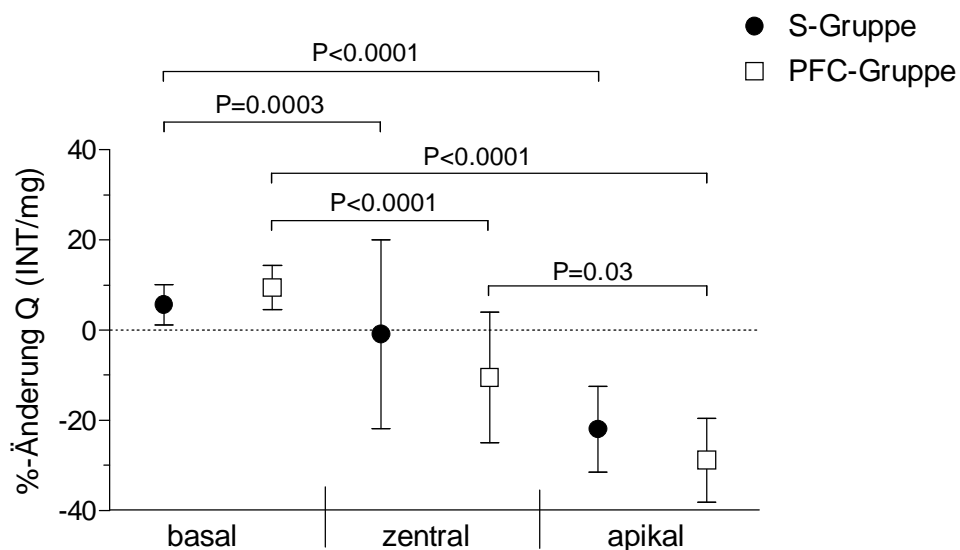 S-Gruppe
PFC-Gruppe
P<0.0001
P=0.0003
P<0.0001
P<0.0001
P=0.03
%-Änderung Q (INT/mg)
40
20
0
-20
-40
basal
zentral
apikal